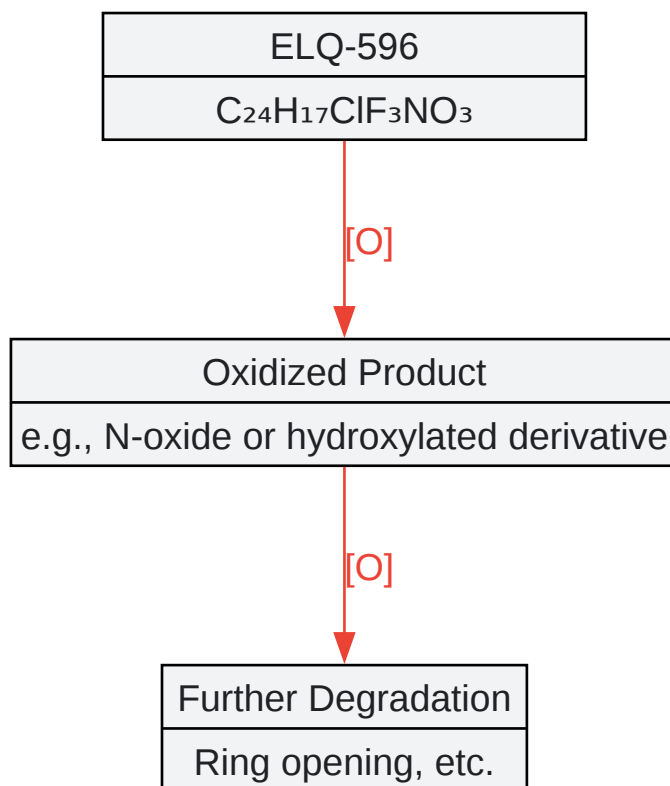 ELQ-596
C₂₄H₁₇ClF₃NO₃
[O]
Oxidized Product
e.g., N-oxide or hydroxylated derivative
[O]
Further Degradation
Ring opening, etc.